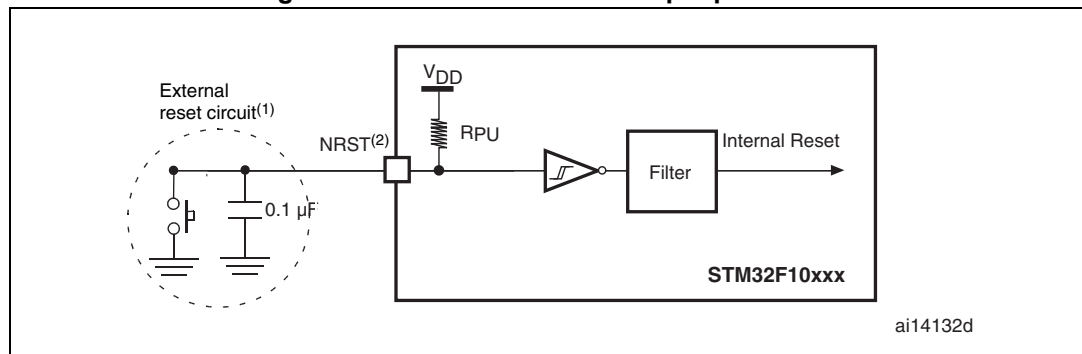 External
reset circuit(1)
VDD
RPU
NRST(2)
Internal Reset
Filter
0.1 µF
STM32F10xxx
ai14132d